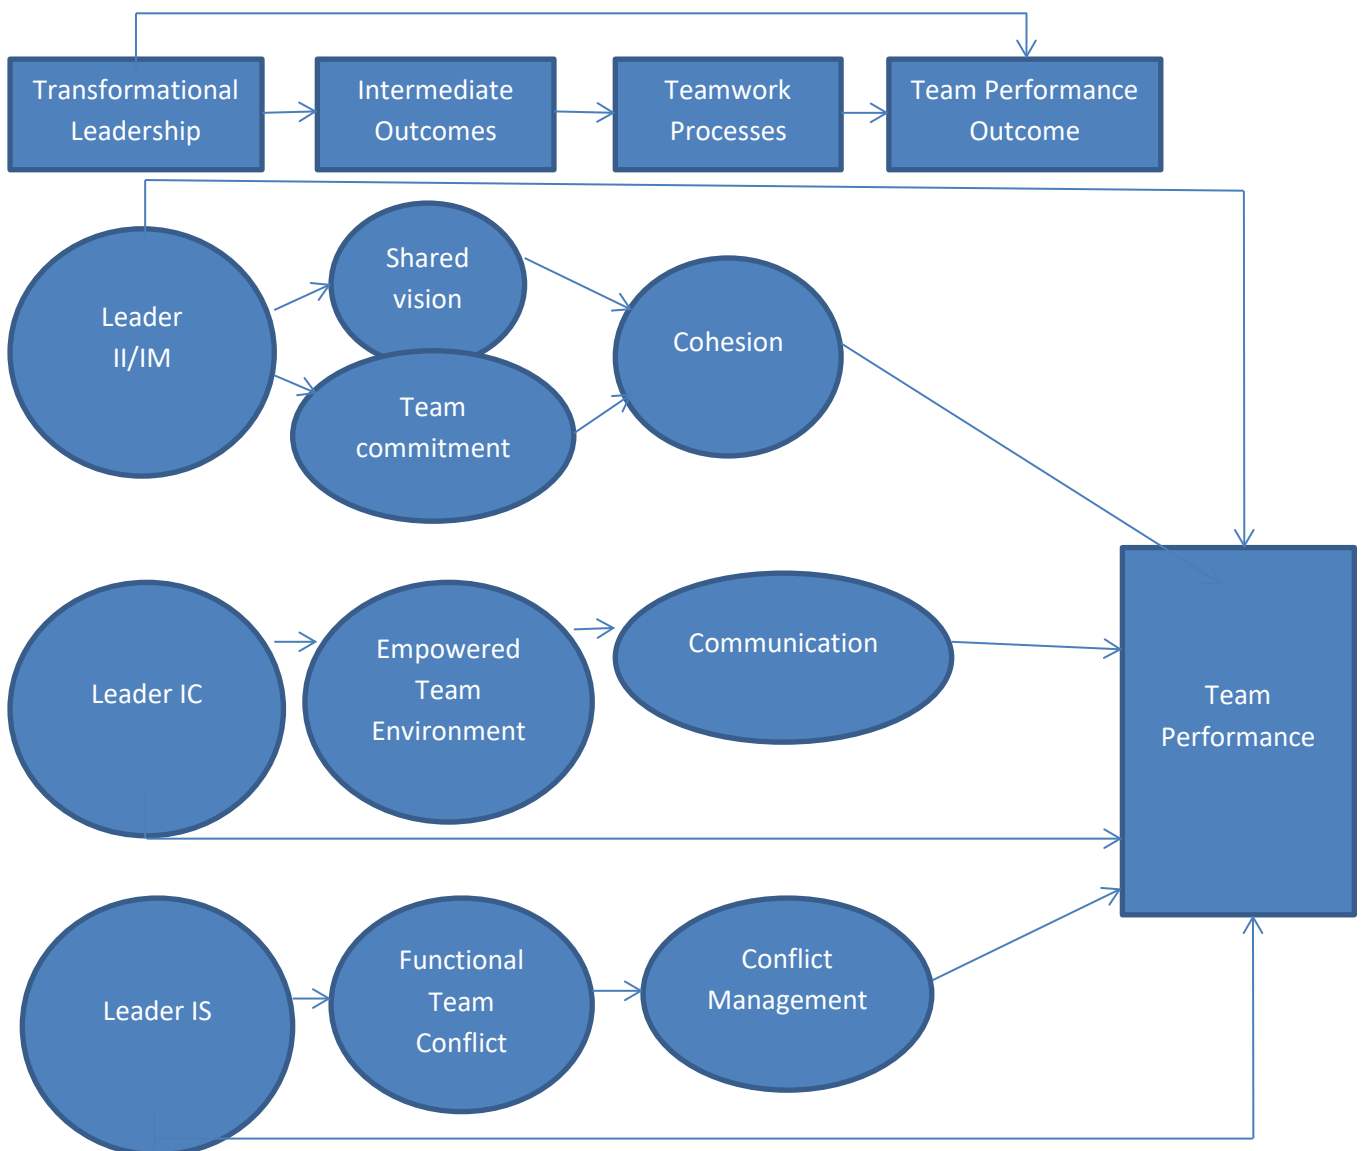 Transformational
Leadership
Intermediate
Outcomes
Teamwork
Processes
Team Performance
Outcome
Leader
II/IM
Shared
vision
Team
commitment
Cohesion
Leader IC
Empowered
Team
Environment
Communication
Team
Performance
Leader IS
Functional
Team
Conflict
Conflict
Management